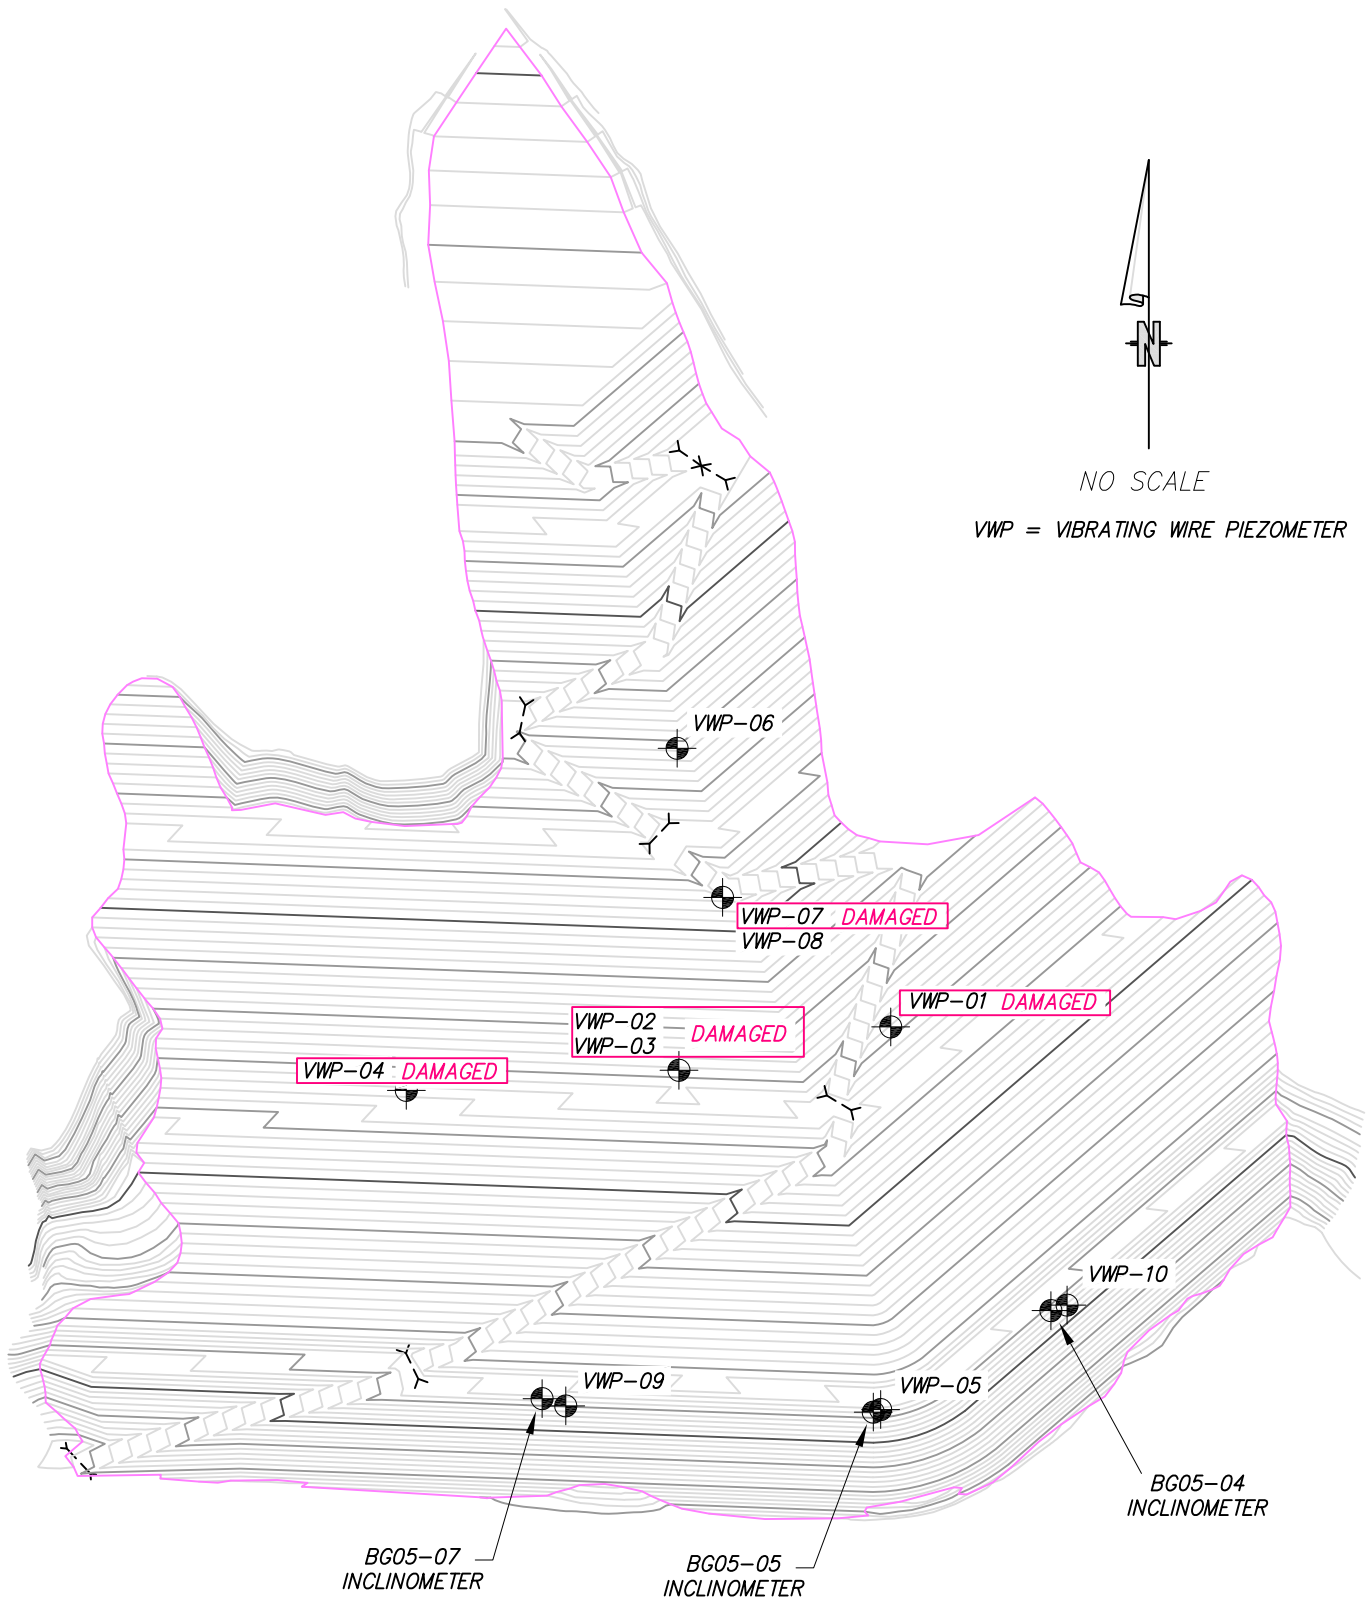 N
NO SCALE
VWP = VIBRATING WIRE PIEZOMETER
VWP-06
VWP-07 DAMAGED
VWP-08
VWP-01 DAMAGED
VWP-02
VWP-03 DAMAGED
VWP-04 DAMAGED
VWP-10
VWP-09
VWP-05
BG05-04
INCLINOMETER
BG05-07
INCLINOMETER
BG05-05
INCLINOMETER